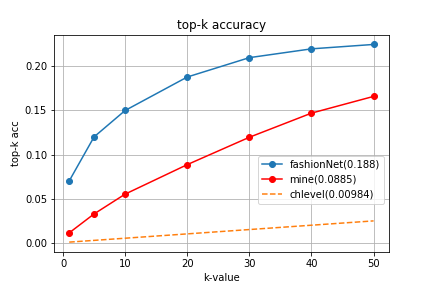 top-k accuracy
top-k acc
0.20
0.15
0.10
0.05
0.00
fashionNet(0.188)
mine(0.0885)
chlevel(0.00984)
0 10 20 30 40 50
k-value